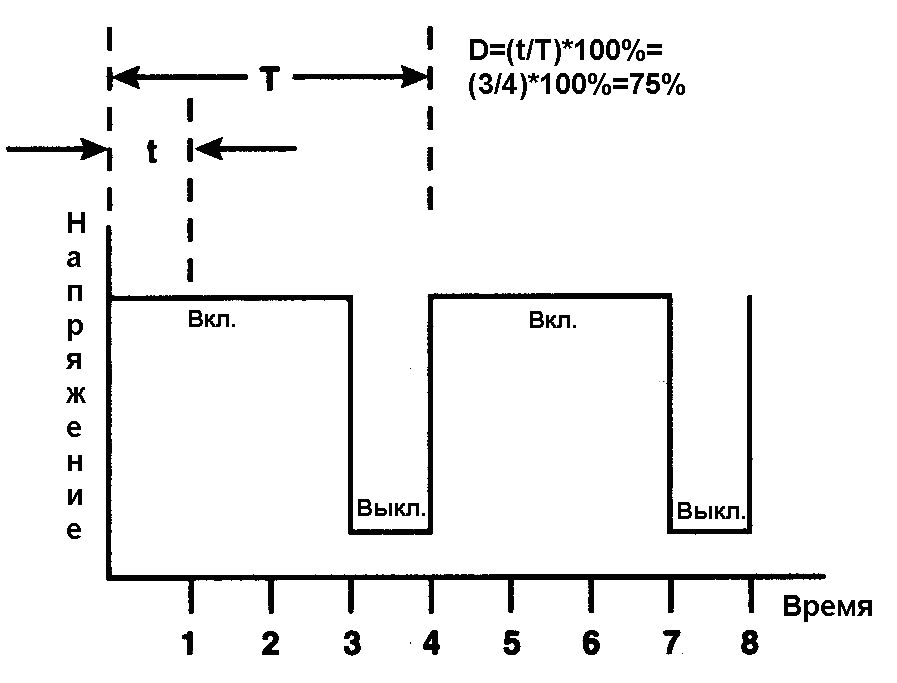 D=(t/T)*100%=
(3/4)*100%=75%
T
t
Напряжение
Вкл.
Вкл.
Выкл.
Выкл.
Время
1 2 3 4 5 6 7 8